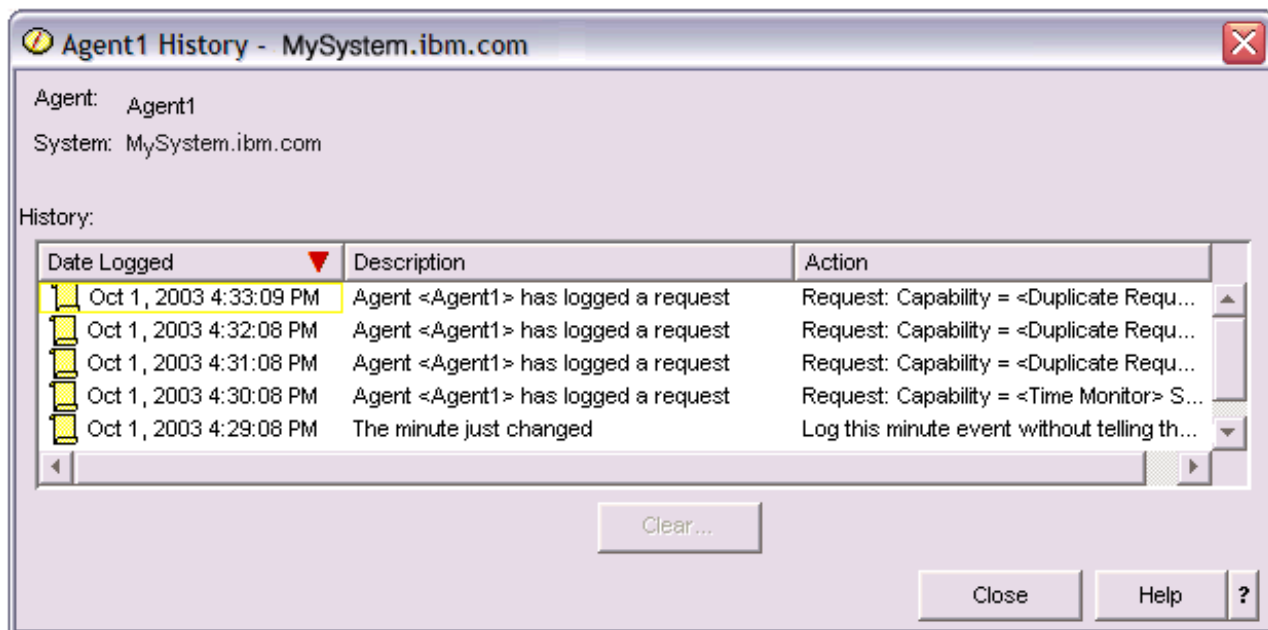 Agent1 History - MySystem.ibm.com
Agent: Agent1
System: MySystem.ibm.com
History:
Date Logged Description Action
Oct 1, 2003 4:33:09 PM Agent <Agent1> has logged a request Request: Capability = <Duplicate Requ...
Oct 1, 2003 4:32:08 PM Agent <Agent1> has logged a request Request: Capability = <Duplicate Requ...
Oct 1, 2003 4:31:08 PM Agent <Agent1> has logged a request Request: Capability = <Duplicate Requ...
Oct 1, 2003 4:30:08 PM Agent <Agent1> has logged a request Request: Capability = <Time Monitor> S...
Oct 1, 2003 4:29:08 PM The minute just changed Log this minute event without telling th...
Clear...
Close Help ?